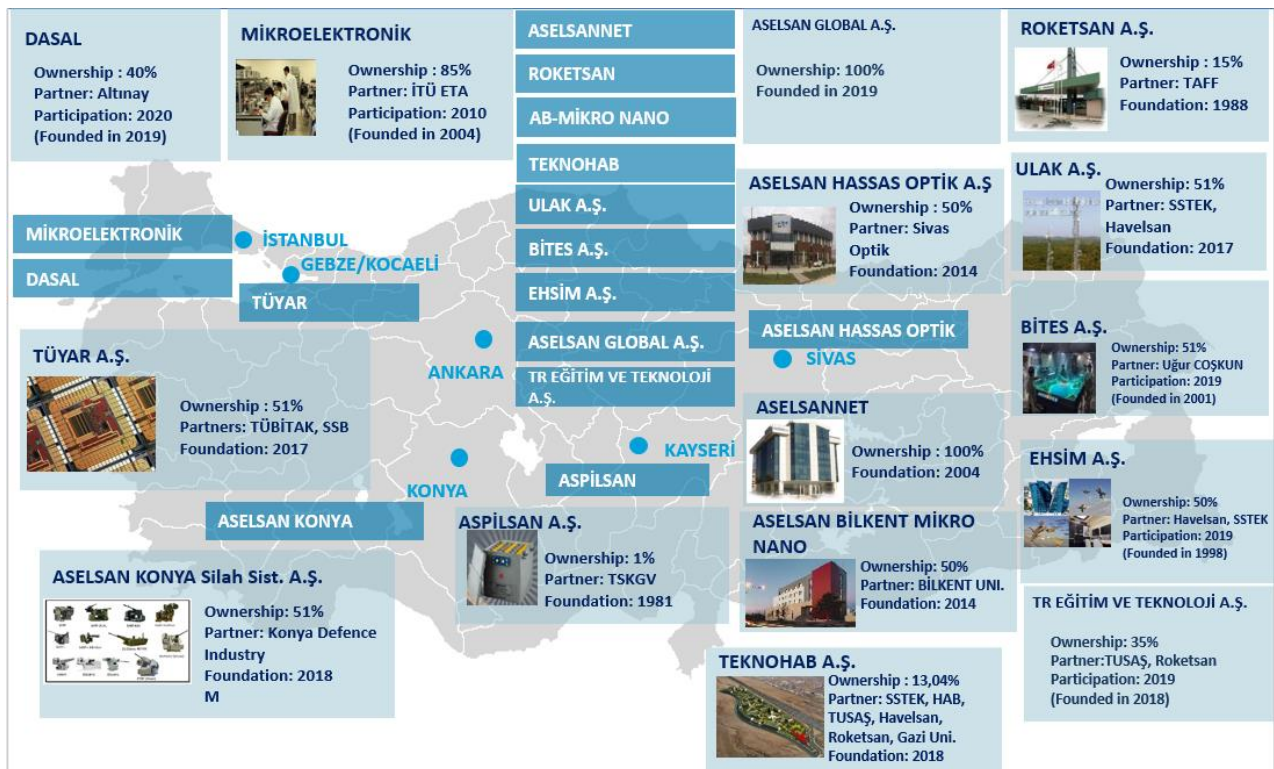 DASAL
Ownership : 40%
Partner: Altınay
Participation: 2020
(Founded in 2019)
MİKROELEKTRONİK
Ownership : 85%
Partner: İTÜ ETA
Participation: 2010
(Founded in 2004)
ASELSANNET
ROKETSAN
AB-MİKRO NANO
TEKNOHAB
ULAK A.Ş.
BİTES A.Ş.
EHSİM A.Ş.
ASELSAN GLOBAL A.Ş.
TR EĞİTİM VE TEKNOLOJİ
A.Ş.
ASELSAN GLOBAL A.Ş.
Ownership: 100%
Founded in 2019
ROKETSAN A.Ş.
Ownership : 15%
Partner: TAFF
Foundation: 1988
MİKROELEKTRONİK
DASAL
İSTANBUL
GEBZE/KOCAELİ
TÜYAR
ASELSAN HASSAS OPTİK A.Ş
Ownership : 50%
Partner: Sivas
Optik
Foundation: 2014
ULAK A.Ş.
Ownership: 51%
Partner: SSTEK,
Havelsan
Foundation: 2017
TÜYAR A.Ş.
Ownership : 51%
Partners: TÜBİTAK, SSB
Foundation: 2017
ANKARA
ASELSAN HASSAS OPTİK
SİVAS
BİTES A.Ş.
Ownership: 51%
Partner: Uğur COŞKUN
Participation: 2019
(Founded in 2001)
KONYA
KAYSERİ
ASPİLSAN
ASELSANNET
Ownership : 100%
Foundation: 2004
EHSİM A.Ş.
Ownership: 50%
Partner: Havelsan, SSTEK
Participation: 2019
(Founded in 1998)
ASELSAN KONYA
ASPİLSAN A.Ş.
Ownership: 1%
Partner: TSKGV
Foundation: 1981
ASELSAN BİLKENT MİKRO
NANO
Ownership: 50%
Partner: BİLKENT UNI.
Foundation: 2014
ASELSAN KONYA Silah Sist. A.Ş.
Ownership: 51%
Partner: Konya Defence
Industry
Foundation: 2018
M
TR EĞİTİM VE TEKNOLOJİ A.Ş.
Ownership: 35%
Partner:TUSAŞ, Roketsan
Participation: 2019
(Founded in 2018)
TEKNOHAB A.Ş.
Ownership : 13,04%
Partner: SSTEK, HAB,
TUSAŞ, Havelsan,
Roketsan, Gazi Uni.
Foundation: 2018